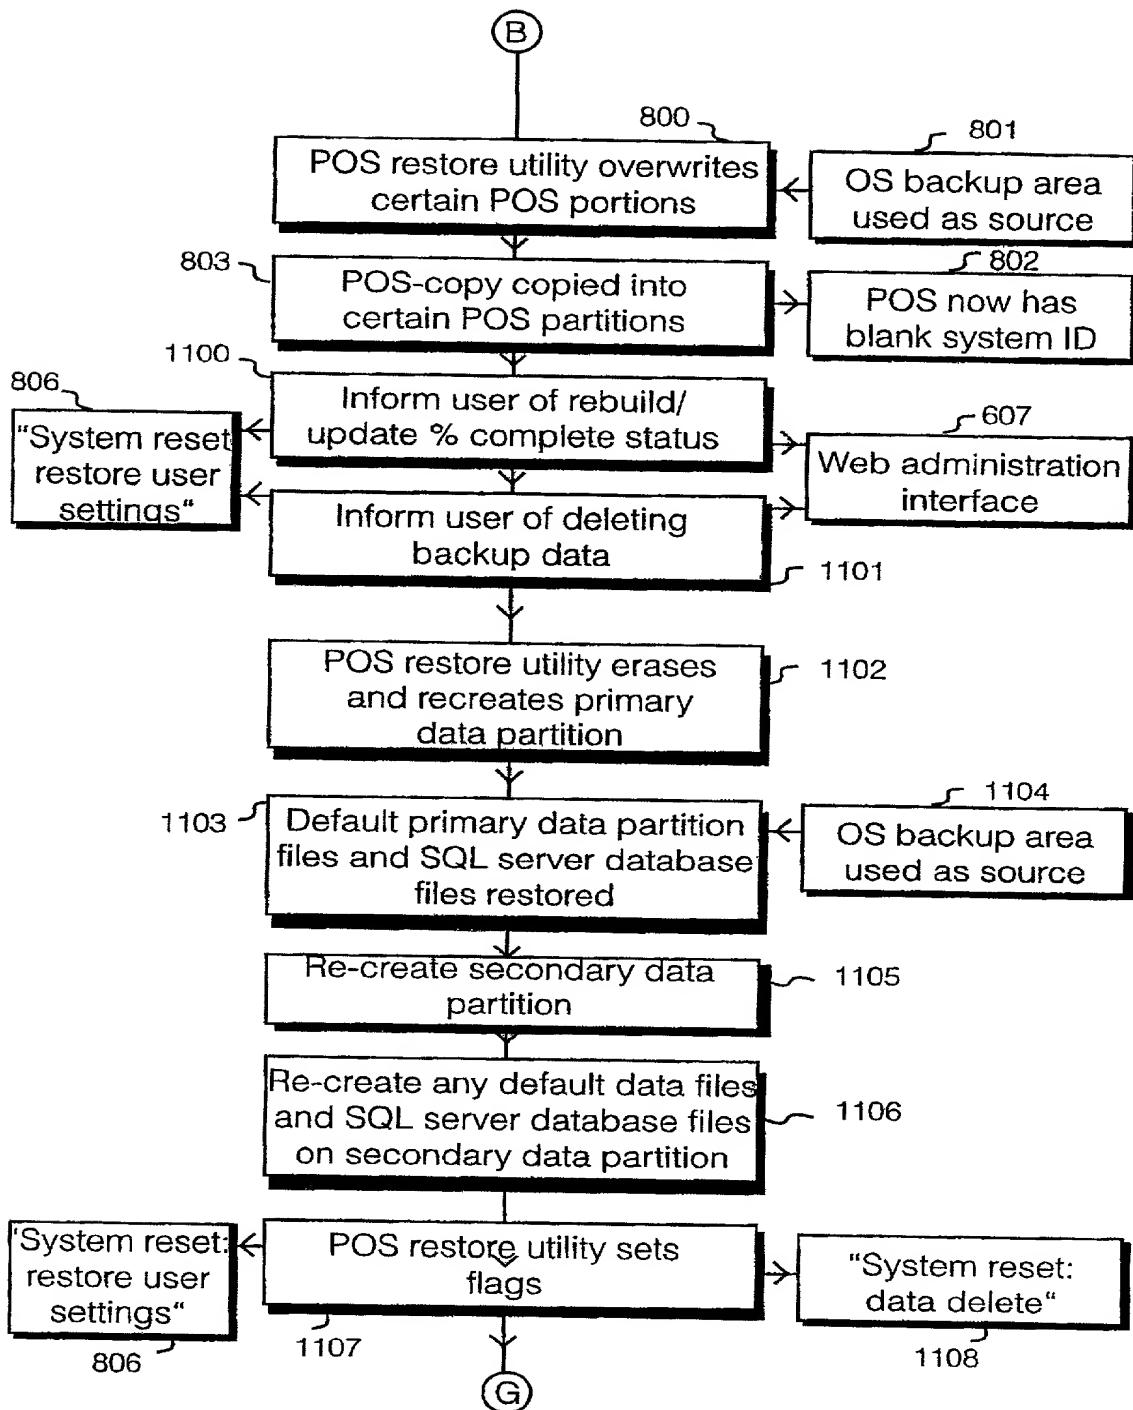 B
800
801
POS restore utility overwrites
certain POS portions
OS backup area
used as source
803
802
POS-copy copied into
certain POS partitions
POS now has
blank system ID
1100
806
Inform user of rebuild/
update % complete status
"System reset
restore user
settings"
607
Web administration
interface
Inform user of deleting
backup data
1101
POS restore utility erases
and recreates primary
data partition
1102
1103
1104
Default primary data partition
files and SQL server database
files restored
OS backup area
used as source
Re-create secondary data
partition
1105
Re-create any default data files
and SQL server database files
on secondary data partition
1106
'System reset:
restore user
settings"
POS restore utility sets
flags
"System reset:
data delete"
806
1107
1108
G